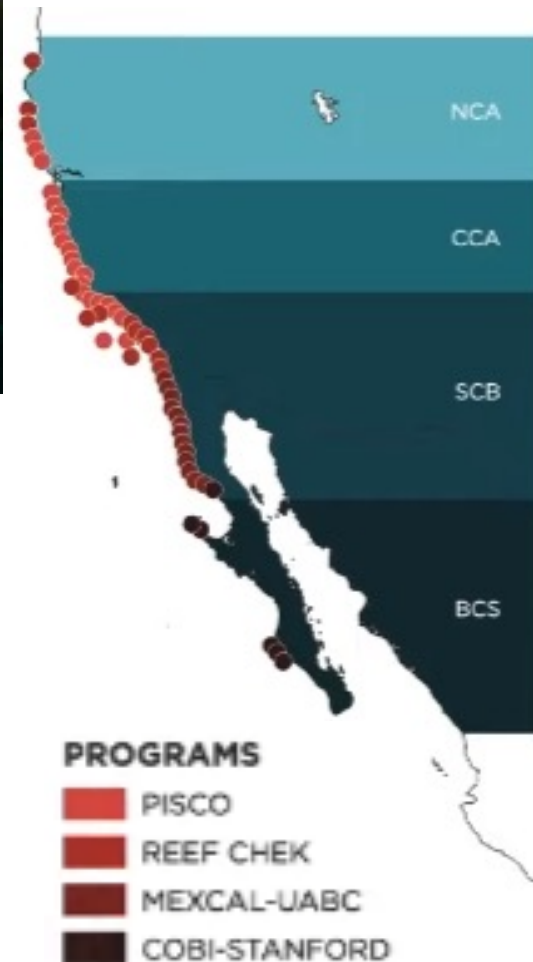 NCA
CCA
SCB
BCS
PROGRAMS
PISCO
REEF CHEK
MEXCAL-UABC
COBI-STANFORD